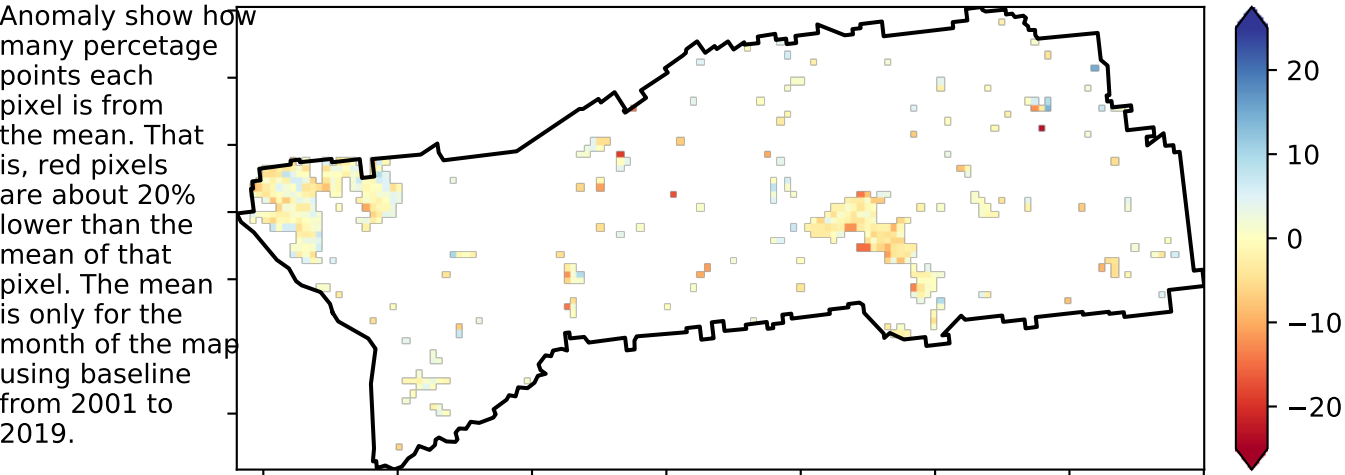 Anomaly show how
many percetage
points each
pixel is from
the mean. That
is, red pixels
are about 20%
lower than the
mean of that
pixel. The mean
is only for the
month of the map
using baseline
from 2001 to
2019.
20
10
0
−10
−20